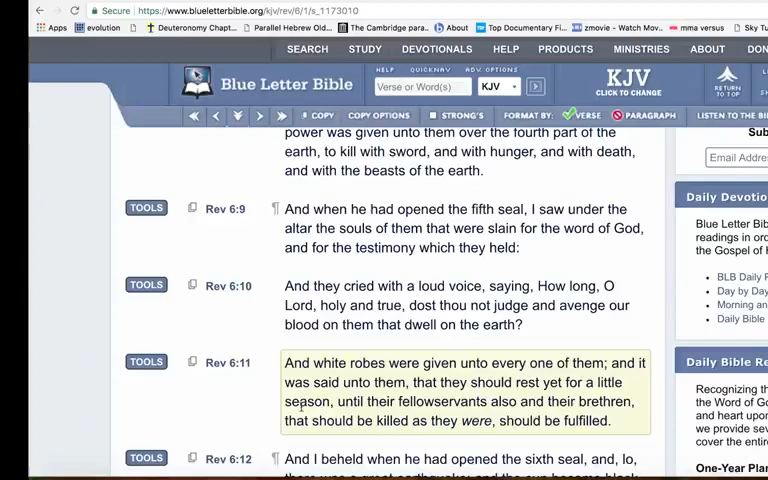 Secure https://www.blueletterbible.org/kjv/rev/6/1/s_1173010
Apps evolution Deuteronomy Chapt... Parallel Hebrew Old The Cambridge para.. About Top Documentary Fi... zmovie - Watch Mov... mma versus Sky Tu
SEARCH STUDY DEVOTIONALS HELP PRODUCTS MINISTRIES ABOUT DON
HELP QUICKNAV ADV OPTIONS
Blue Letter Bible Verse or Word(s) KJV KJV
CLICK TO CHANGE RETURN TO TOP
COPY COPY OPTIONS STRONG'S FORMAT BY: VERSE PARAGRAPH LISTEN TO THE BI
power was given unto them over the fourth part of the
earth, to kill with sword, and with hunger, and with death,
and with the beasts of the earth.
TOOLS Rev 6:9 ¶ And when he had opened the fifth seal, I saw under the
altar the souls of them that were slain for the word of God,
and for the testimony which they held:
TOOLS Rev 6:10 And they cried with a loud voice, saying, How long, O
Lord, holy and true, dost thou not judge and avenge our
blood on them that dwell on the earth?
TOOLS Rev 6:11 And white robes were given unto every one of them; and it
was said unto them, that they should rest yet for a little
season, until their fellowservants also and their brethren,
that should be killed as they were, should be fulfilled.
TOOLS Rev 6:12 ¶ And I beheld when he had opened the sixth seal, and, lo,
Sub
Email Addres
Daily Devotio
Blue Letter Bib
readings in ord
the Gospel of H
BLB Daily P
Day by Day
Morning an
Daily Bible
Daily Bible Re
Recognizing th
the Word of Go
and heart upor
we provide sev
cover the entire
One-Year Plan